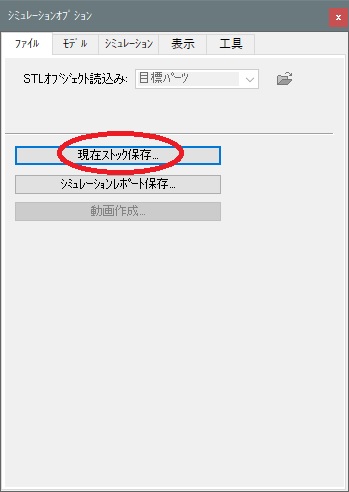 シミュレーションオプション
ファイル モデル シミュレーション 表示 工具
STLオブジェクト読込み: 目標パーツ
現在ストック保存...
シミュレーションレポート保存...
動画作成...